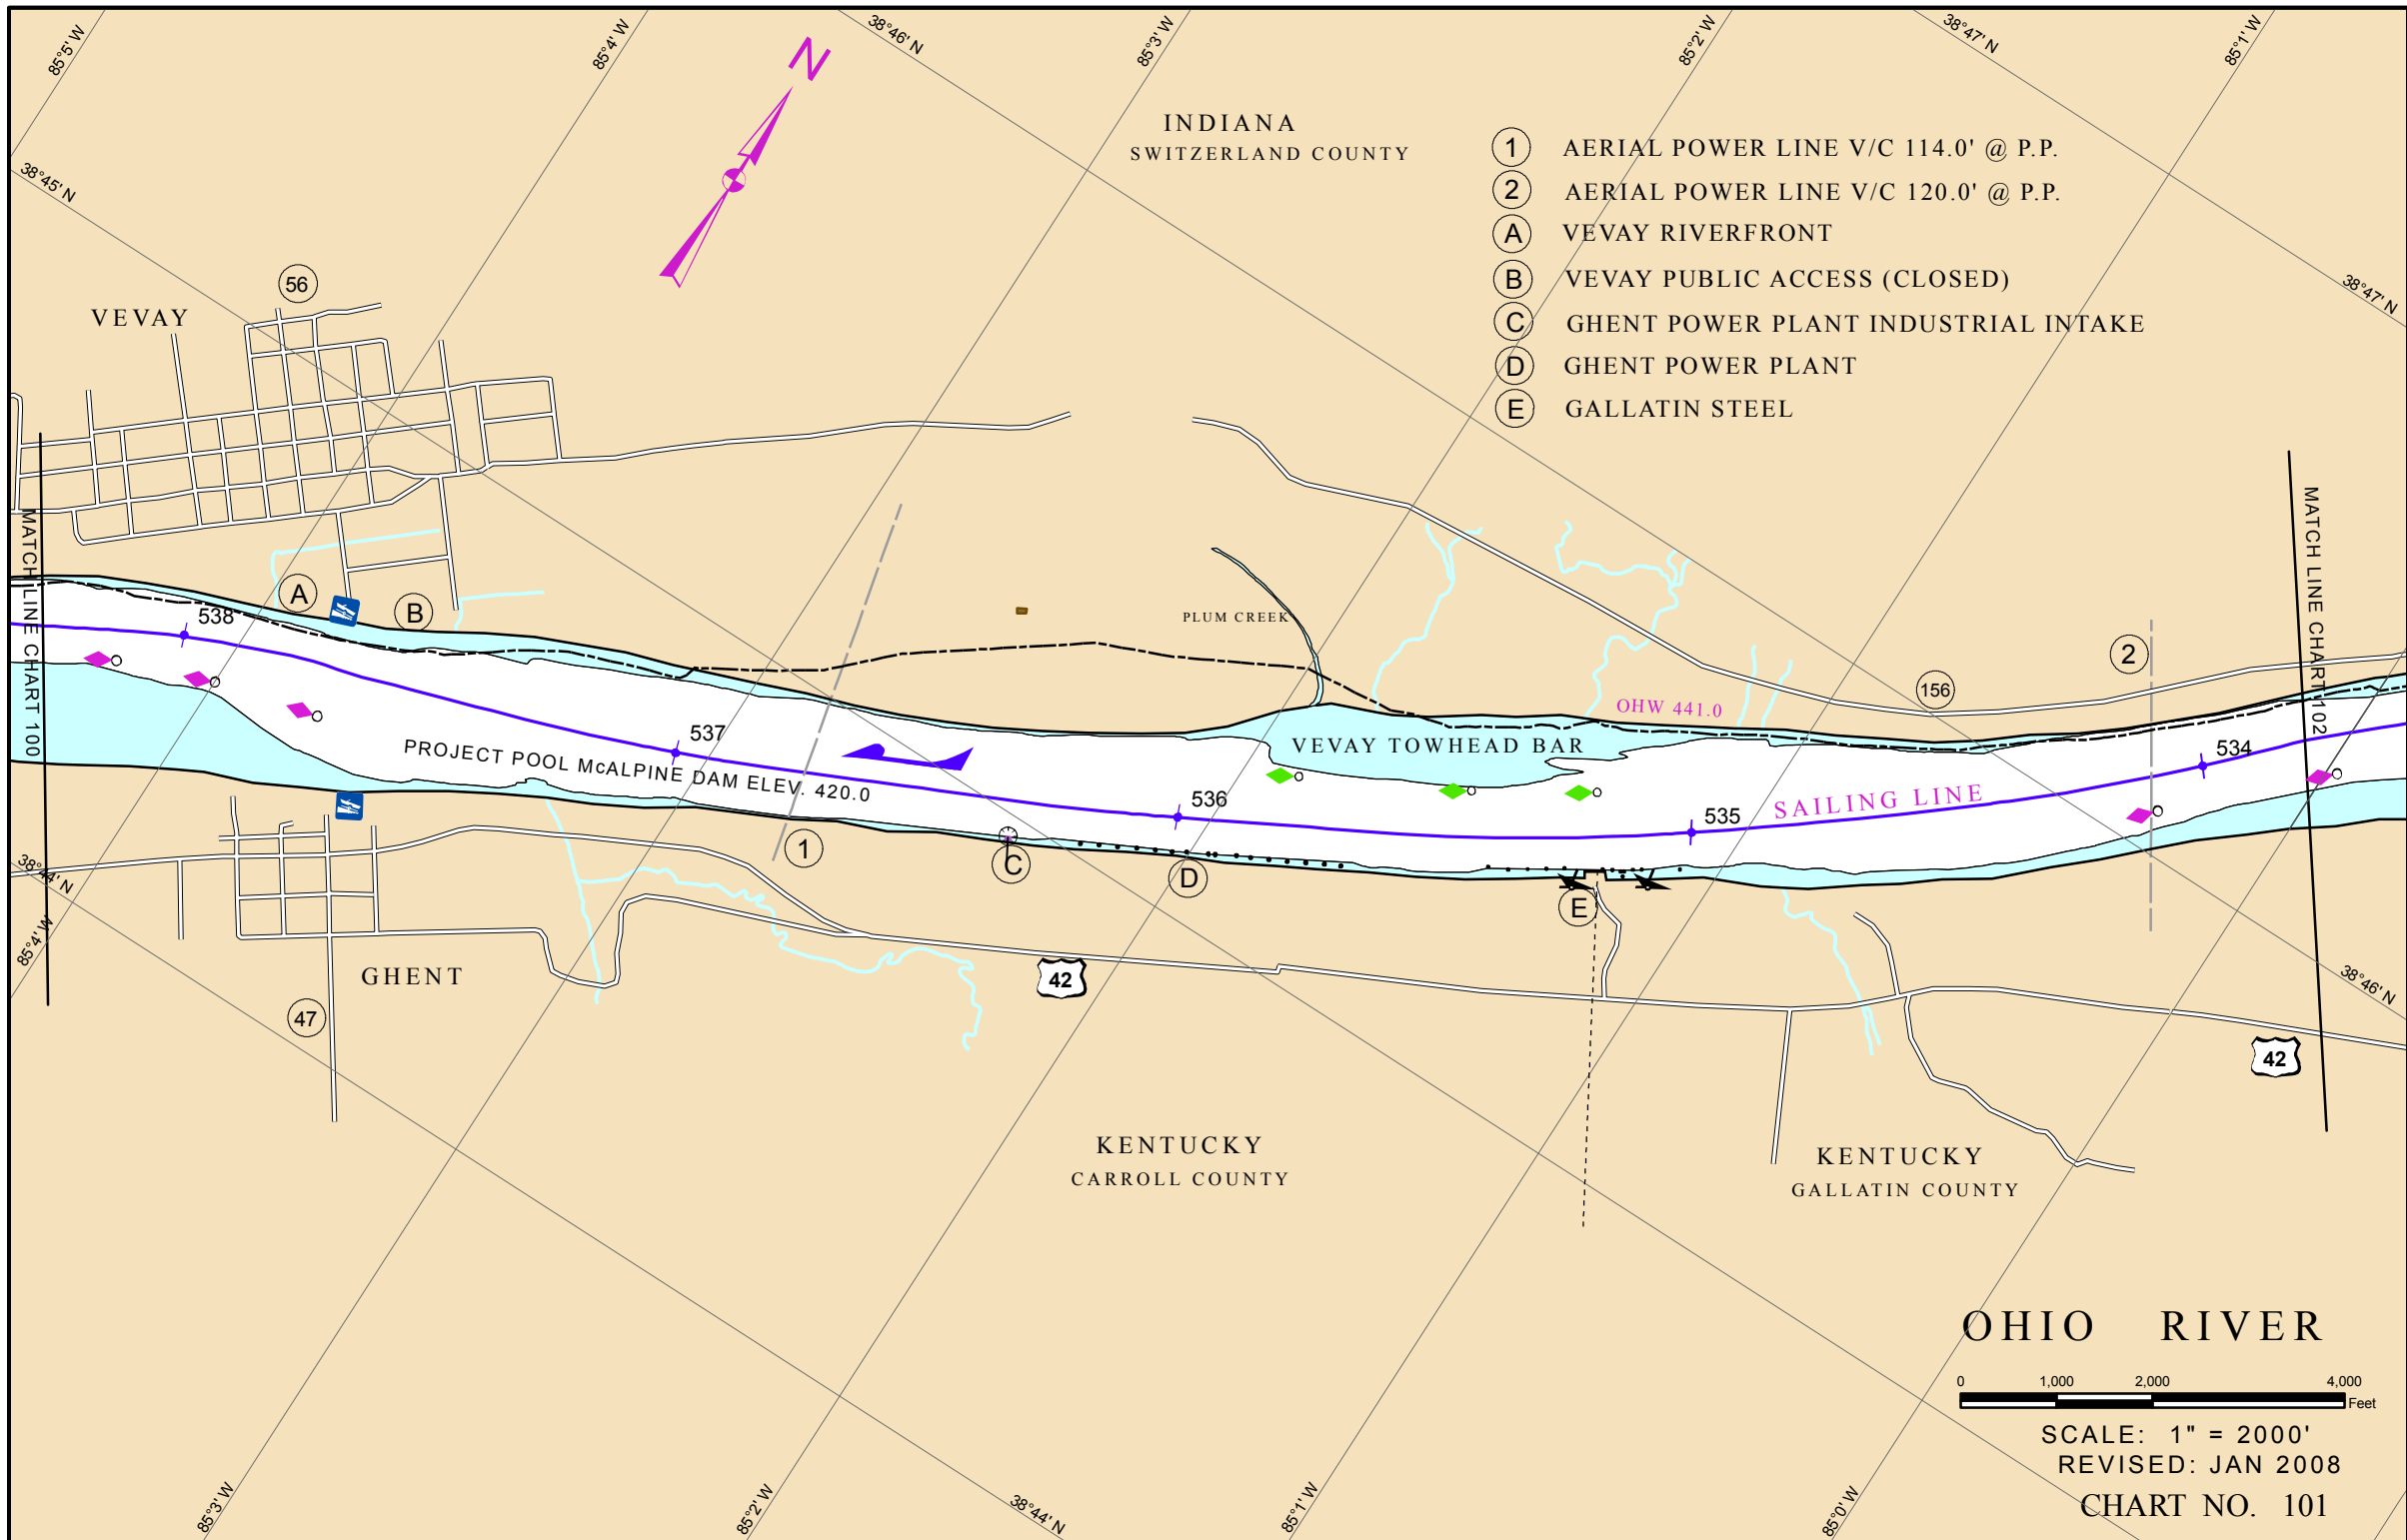 85°5' W
85°4' W
38°46' N
85°3' W
85°2' W
38°47' N
85°1' W
N
INDIANA
SWITZERLAND COUNTY
1 AERIAL POWER LINE V/C 114.0' @ P.P.
2 AERIAL POWER LINE V/C 120.0' @ P.P.
A VEVAY RIVERFRONT
B VEVAY PUBLIC ACCESS (CLOSED)
C GHENT POWER PLANT INDUSTRIAL INTAKE
D GHENT POWER PLANT
E GALLATIN STEEL
38°45' N
38°47' N
56
VEVAY
MATCH LINE CHART 100
MATCH LINE CHART 102
A
B
538
PLUM CREEK
2
156
OHW 441.0
537
VEVAY TOWHEAD BAR
534
PROJECT POOL McALPINE DAM ELEV. 420.0
536
SAILING LINE
535
1
C
D
E
38°44' N
85°4' W
GHENT
42
38°46' N
47
42
KENTUCKY
CARROLL COUNTY
KENTUCKY
GALLATIN COUNTY
OHIO RIVER
0 1,000 2,000 4,000
Feet
SCALE: 1" = 2000'
REVISED: JAN 2008
CHART NO. 101
85°3' W
85°2' W
38°44' N
85°1' W
85°0' W